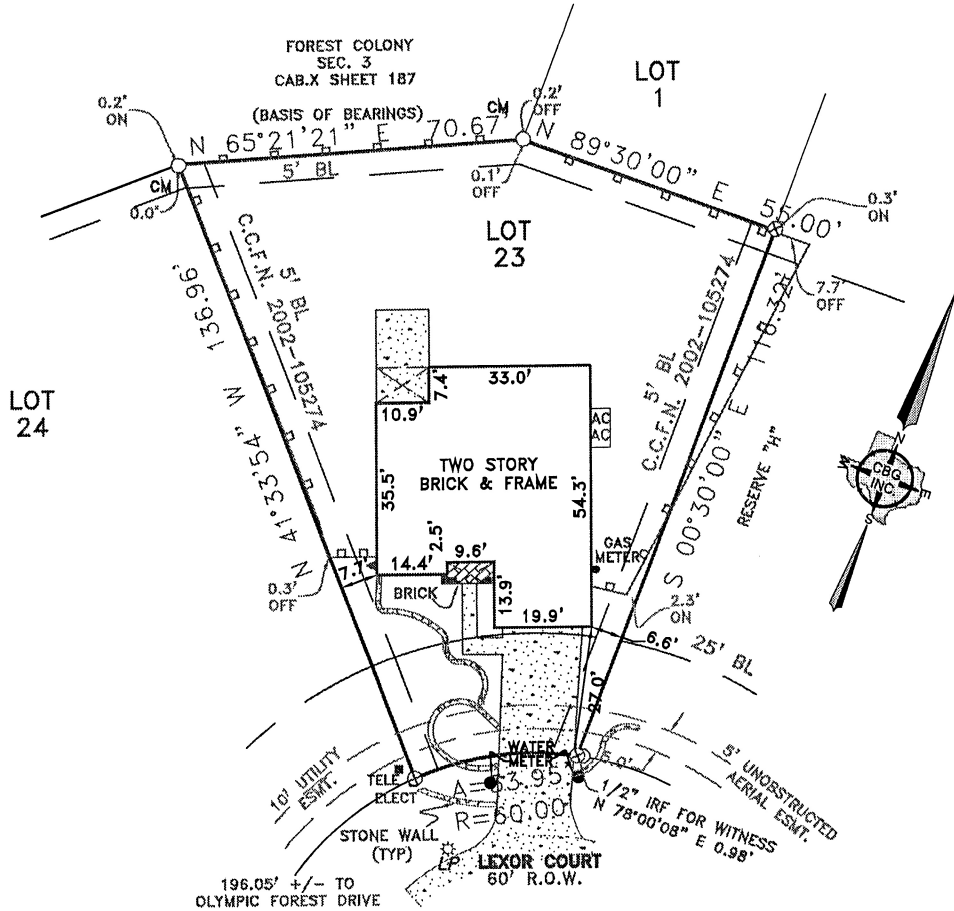 FOREST COLONY
SEC. 3
CAB.X SHEET 187
(BASIS OF BEARINGS)
LOT
1
0.2'
ON
CM
0.2'
OFF
N 65°21'21" E 70.67'
N 89°30'00" E 55.00'
5' BL
0.1'
OFF
CM
0.0'
0.3'
ON
7.7'
OFF
LOT
23
N 41°33'54" W 136.96'
5' BL
C.C.F.N. 2002-105274
5' BL
C.C.F.N. 2002-105274
S 00°30'00" E 118.32'
RESERVE "H"
LOT
24
33.0'
7.4'
10.9'
AC
AC
TWO STORY
BRICK & FRAME
35.5'
54.3'
2.5'
9.6'
14.4'
7.7'
BRICK
13.9'
19.9'
GAS
METER
0.3'
OFF
2.3'
ON
6.6'
25' BL
27.0'
N
W
E
S
CBG
INC.
WATER
METER
5.0'
10' UTILITY
ESMT.
TELE
ELECT
A=53.95'
R=60.00'
5' UNOBSTRUCTED
AERIAL ESMT.
1/2" IRF FOR WITNESS
N 78°00'08" E 0.98'
STONE WALL
(TYP)
LP
LEXOR COURT
60' R.O.W.
196.05' +/- TO
OLYMPIC FOREST DRIVE